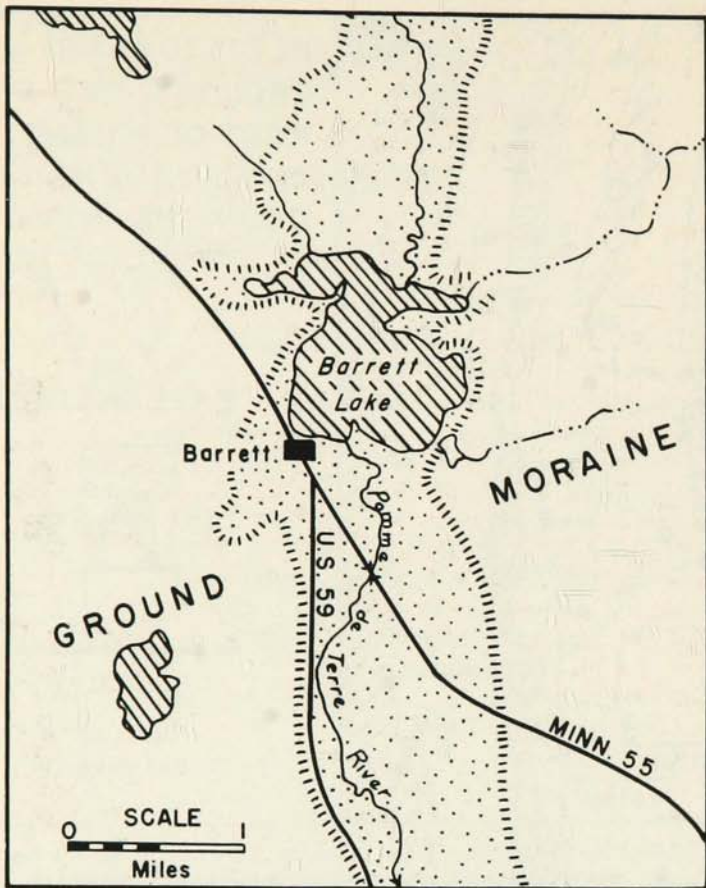 Barrett
Lake
Barrett
MORAINE
Pomme
de
Terre
River
U.S. 59
GROUND
MINN. 55
SCALE
0 1
Miles